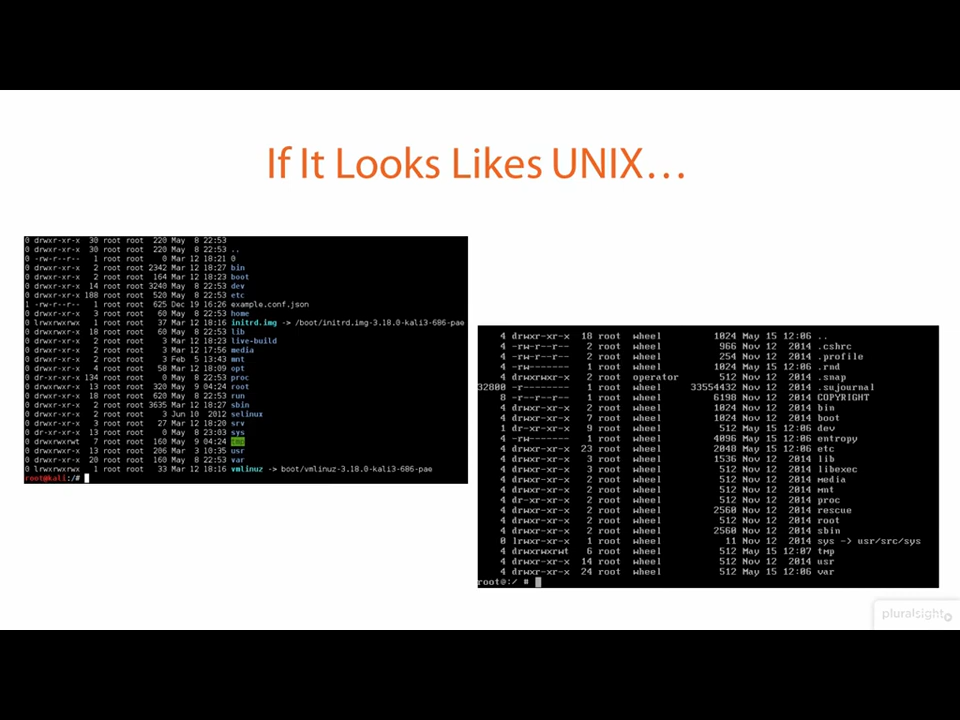 If It Looks Likes UNIX…
0 drwxr-xr-x 30 root root 220 May 8 22:53
0 drwxr-xr-x 30 root root 220 May 8 22:53 ..
0 -rw-r--r-- 1 root root 0 Mar 12 18:21 0
0 drwxr-xr-x 2 root root 2342 Mar 12 18:27 bin
0 drwxr-xr-x 2 root root 164 Mar 12 18:23 boot
0 drwxr-xr-x 14 root root 3240 May 8 22:53 dev
0 drwxr-xr-x 188 root root 520 May 8 22:53 etc
1 -rw-r--r-- 1 root root 625 Dec 19 16:26 example.conf.json
0 drwxr-xr-x 3 root root 60 May 8 22:53 home
0 lrwxrwxrwx 1 root root 37 Mar 12 18:16 initrd.img -> /boot/initrd.img-3.18.0-kali3-686-pae
0 drwxr-xr-x 18 root root 60 May 8 22:53 lib
0 drwxr-xr-x 2 root root 3 Mar 12 18:23 live-build
0 drwxr-xr-x 2 root root 3 Mar 12 17:56 media
0 drwxr-xr-x 2 root root 3 Feb 5 13:43 mnt
0 drwxr-xr-x 4 root root 58 Mar 12 18:09 opt
0 dr-xr-xr-x 134 root root 0 May 8 22:53 proc
0 drwxrwxr-x 13 root root 320 May 9 04:24 root
0 drwxr-xr-x 18 root root 620 May 8 22:53 run
0 drwxr-xr-x 2 root root 3635 Mar 12 18:27 sbin
0 drwxr-xr-x 2 root root 3 Jun 10 2012 selinux
0 drwxr-xr-x 3 root root 27 Mar 12 18:20 srv
0 dr-xr-xr-x 13 root root 0 May 8 23:03 sys
0 drwxrwxrwt 7 root root 160 May 9 04:24 tmp
0 drwxr-xr-x 13 root root 206 Mar 3 10:35 usr
0 drwxr-xr-x 20 root root 160 May 8 22:53 var
0 lrwxrwxrwx 1 root root 33 Mar 12 18:16 vmlinuz -> boot/vmlinuz-3.18.0-kali3-686-pae
root@kali:/#
4 drwxr-xr-x 18 root wheel 1024 May 15 12:06 ..
4 -rw-r--r-- 2 root wheel 966 Nov 12 2014 .cshrc
4 -rw-r--r-- 2 root wheel 254 Nov 12 2014 .profile
4 -rw------- 1 root wheel 1024 May 15 12:06 .rnd
4 drwxrwxr-x 2 root operator 512 Nov 12 2014 .snap
32800 -r-------- 1 root wheel 33554432 Nov 12 2014 .sujournal
8 -r--r--r-- 1 root wheel 6198 Nov 12 2014 COPYRIGHT
4 drwxr-xr-x 2 root wheel 1024 Nov 12 2014 bin
4 drwxr-xr-x 7 root wheel 1024 Nov 12 2014 boot
1 dr-xr-xr-x 9 root wheel 512 May 15 12:06 dev
4 -rw------- 1 root wheel 4096 May 15 12:06 entropy
4 drwxr-xr-x 23 root wheel 2048 May 15 12:06 etc
4 drwxr-xr-x 3 root wheel 1536 Nov 12 2014 lib
4 drwxr-xr-x 3 root wheel 512 Nov 12 2014 libexec
4 drwxr-xr-x 2 root wheel 512 Nov 12 2014 media
4 drwxr-xr-x 2 root wheel 512 Nov 12 2014 mnt
4 dr-xr-xr-x 2 root wheel 512 Nov 12 2014 proc
4 drwxr-xr-x 2 root wheel 2560 Nov 12 2014 rescue
4 drwxr-xr-x 2 root wheel 512 Nov 12 2014 root
4 drwxr-xr-x 2 root wheel 2560 Nov 12 2014 sbin
0 lrwxr-xr-x 1 root wheel 11 Nov 12 2014 sys -> usr/src/sys
4 drwxrwxrwt 6 root wheel 512 May 15 12:07 tmp
4 drwxr-xr-x 14 root wheel 512 May 15 12:06 usr
4 drwxr-xr-x 24 root wheel 512 May 15 12:06 var
root@:/ #
pluralsight